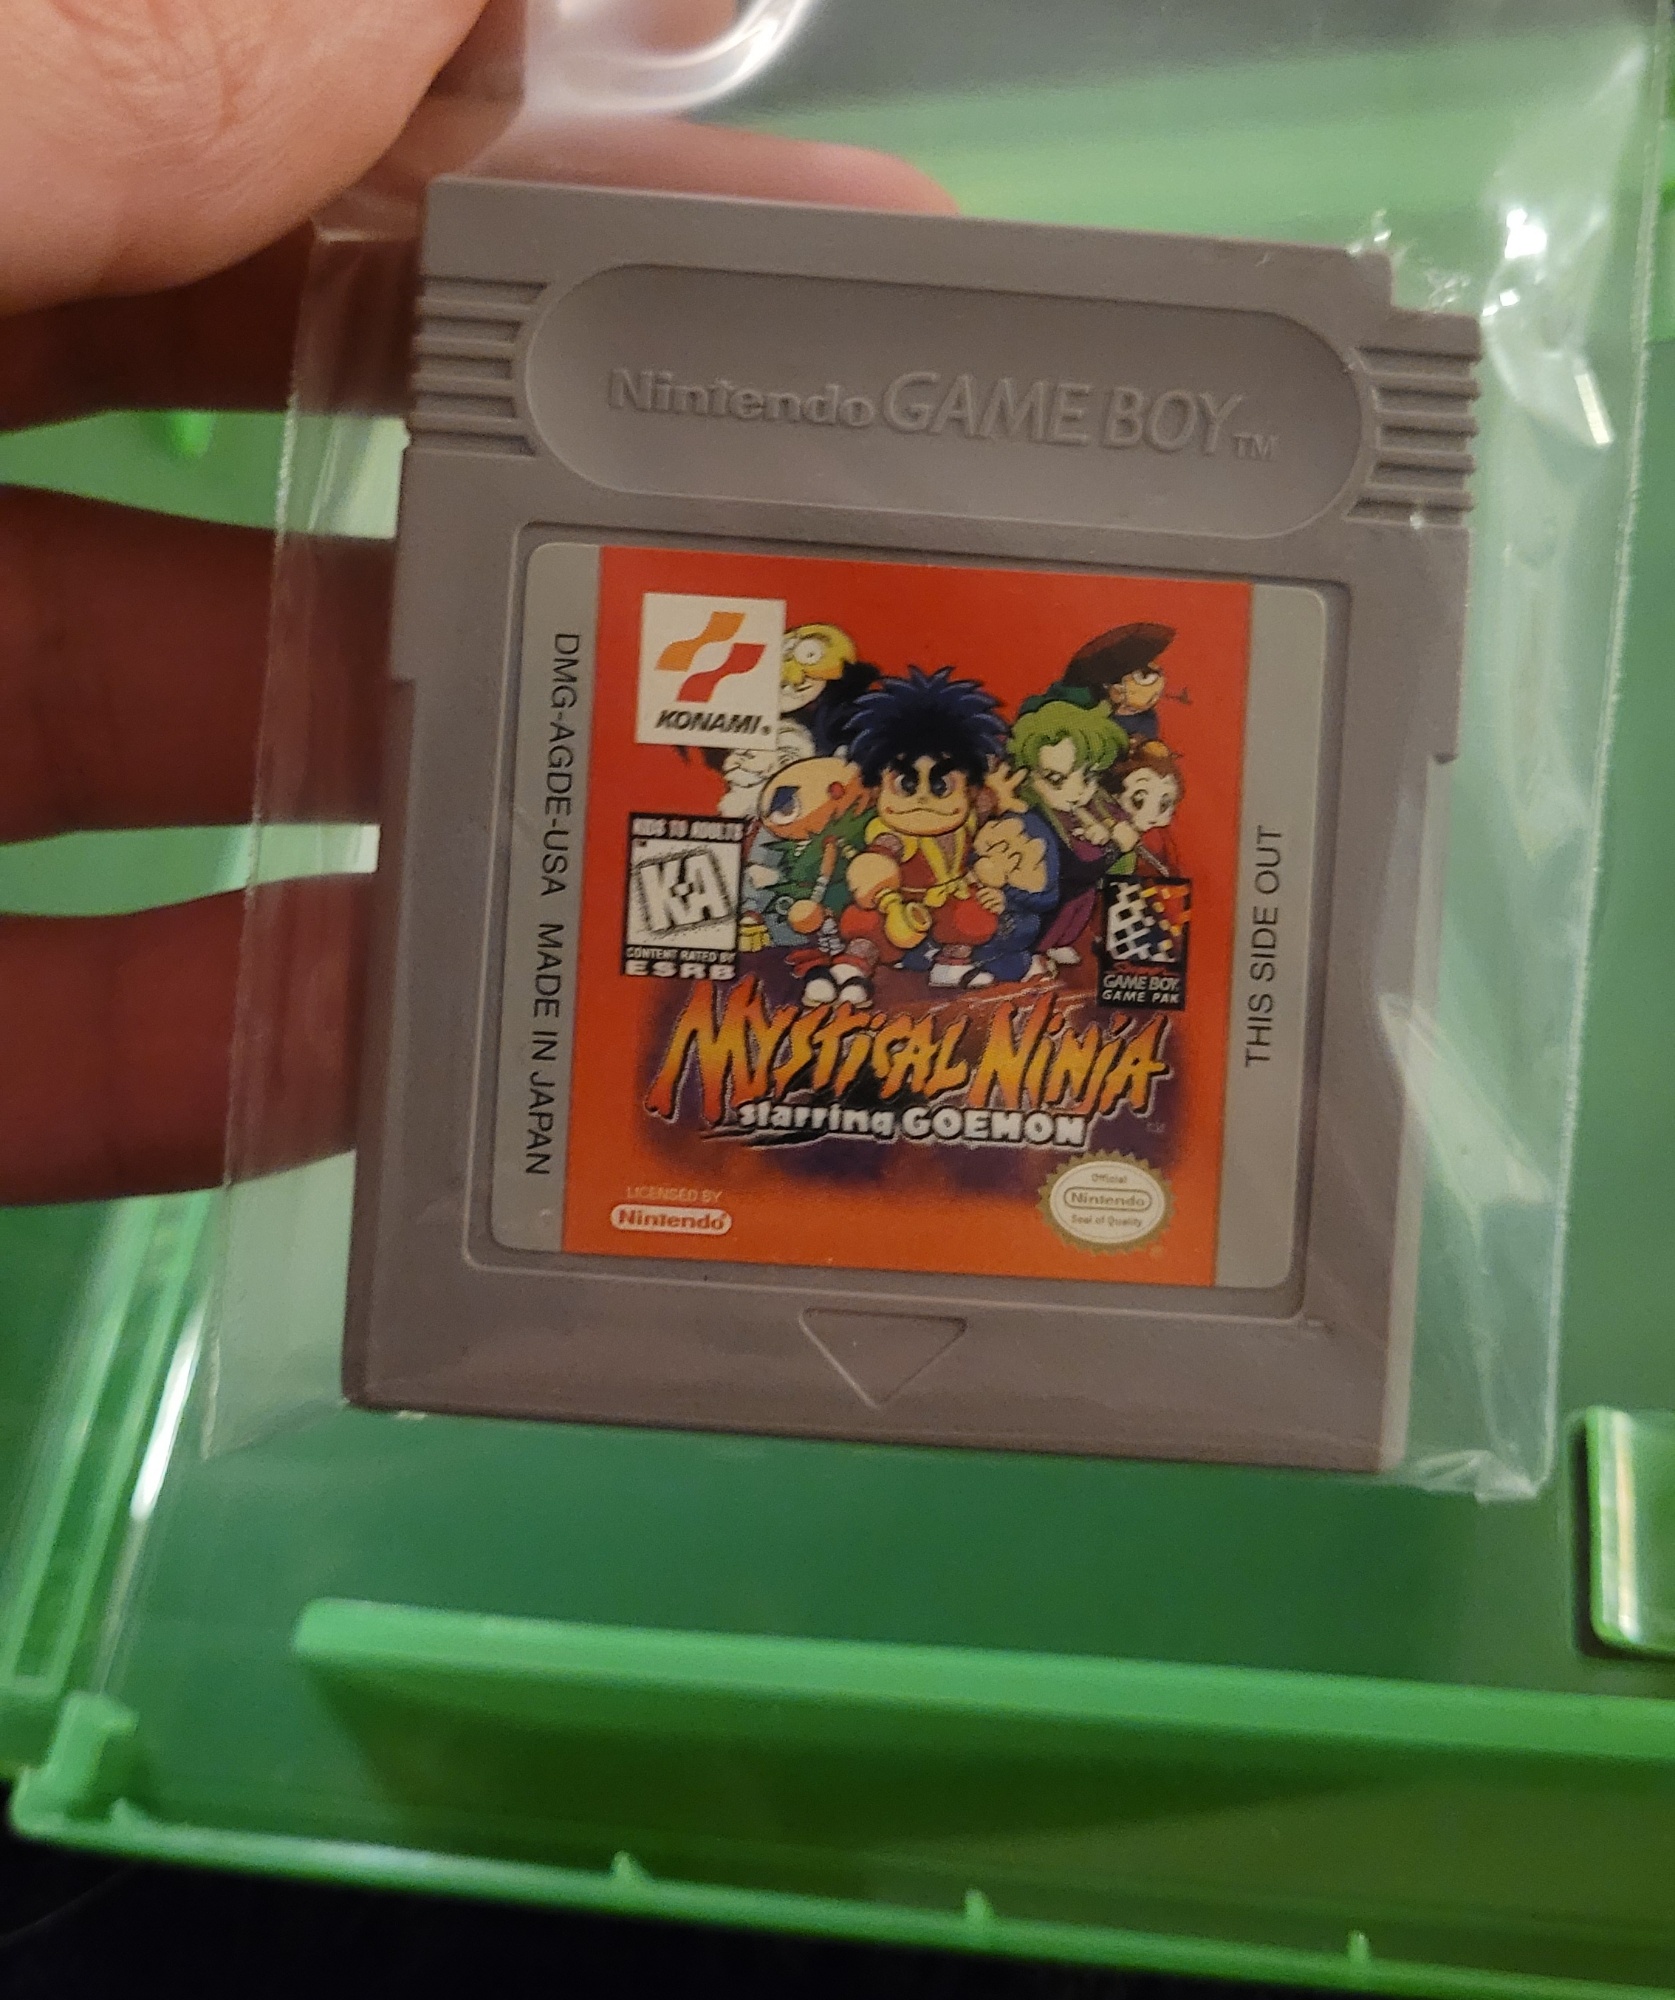 Nintendo GAME BOY™
DMG-AGDE-USA MADE IN JAPAN
KONAMI®
KIDS TO ADULTS
K-A
CONTENT RATED BY
ESRB
GAME BOY
GAME PAK
MYSTICAL NINJA
starring GOEMON
LICENSED BY
Nintendo®
Official
Nintendo
Seal of Quality
THIS SIDE OUT